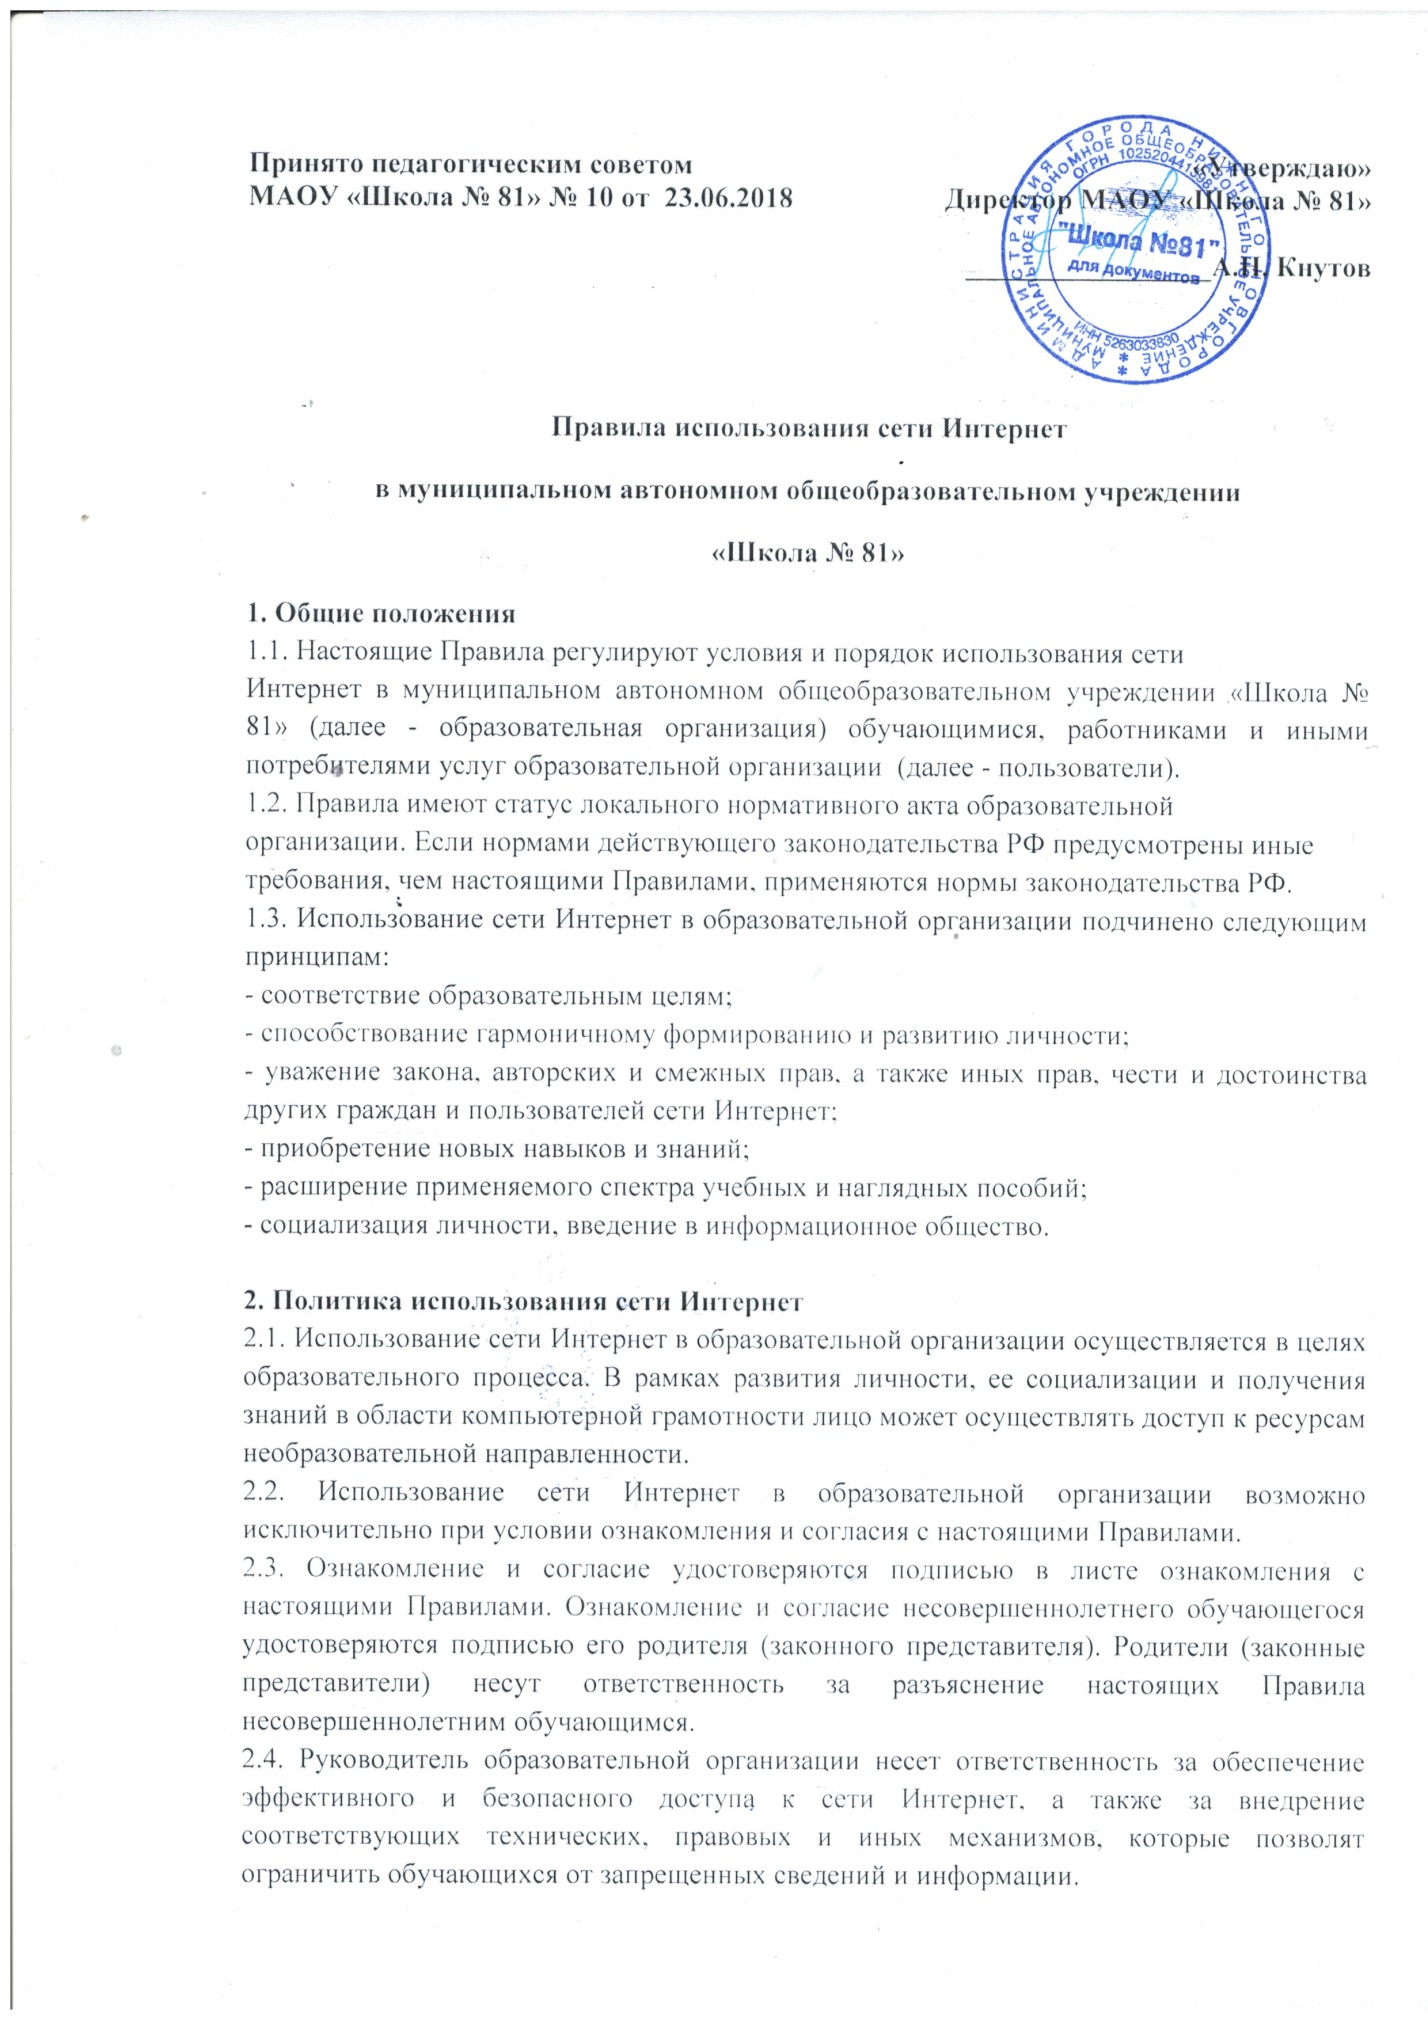 Принято педагогическим советом
МАОУ «Школа № 81» № 10 от 23.06.2018
«Утверждаю»
Директор МАОУ «Школа № 81»
А.П. Кнутов
АДМИНИСТРАЦИЯ ГОРОДА НИЖНЕГО НОВГОРОДА
МУНИЦИПАЛЬНОЕ АВТОНОМНОЕ ОБЩЕОБРАЗОВАТЕЛЬНОЕ УЧРЕЖДЕНИЕ
ОГРН
"Школа №81"
для документов
ИНН 5263033830
Правила использования сети Интернет
в муниципальном автономном общеобразовательном учреждении
«Школа № 81»
1. Общие положения
1.1. Настоящие Правила регулируют условия и порядок использования сети
Интернет в муниципальном автономном общеобразовательном учреждении «Школа №
81» (далее - образовательная организация) обучающимися, работниками и иными
потребителями услуг образовательной организации (далее - пользователи).
1.2. Правила имеют статус локального нормативного акта образовательной
организации. Если нормами действующего законодательства РФ предусмотрены иные
требования, чем настоящими Правилами, применяются нормы законодательства РФ.
1.3. Использование сети Интернет в образовательной организации подчинено следующим
принципам:
- соответствие образовательным целям;
- способствование гармоничному формированию и развитию личности;
- уважение закона, авторских и смежных прав, а также иных прав, чести и достоинства
других граждан и пользователей сети Интернет;
- приобретение новых навыков и знаний;
- расширение применяемого спектра учебных и наглядных пособий;
- социализация личности, введение в информационное общество.
2. Политика использования сети Интернет
2.1. Использование сети Интернет в образовательной организации осуществляется в целях
образовательного процесса. В рамках развития личности, ее социализации и получения
знаний в области компьютерной грамотности лицо может осуществлять доступ к ресурсам
необразовательной направленности.
2.2. Использование сети Интернет в образовательной организации возможно
исключительно при условии ознакомления и согласия с настоящими Правилами.
2.3. Ознакомление и согласие удостоверяются подписью в листе ознакомления с
настоящими Правилами. Ознакомление и согласие несовершеннолетнего обучающегося
удостоверяются подписью его родителя (законного представителя). Родители (законные
представители) несут ответственность за разъяснение настоящих Правила
несовершеннолетним обучающимся.
2.4. Руководитель образовательной организации несет ответственность за обеспечение
эффективного и безопасного доступа к сети Интернет, а также за внедрение
соответствующих технических, правовых и иных механизмов, которые позволят
ограничить обучающихся от запрещенных сведений и информации.